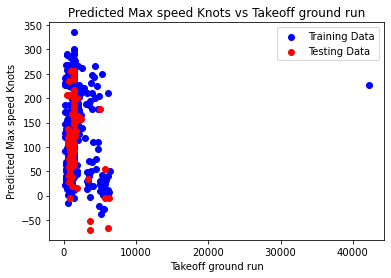 Predicted Max speed Knots vs Takeoff ground run
Training Data
Testing Data
Predicted Max speed Knots
350
300
250
200
150
100
50
0
−50
0 10000 20000 30000 40000
Takeoff ground run